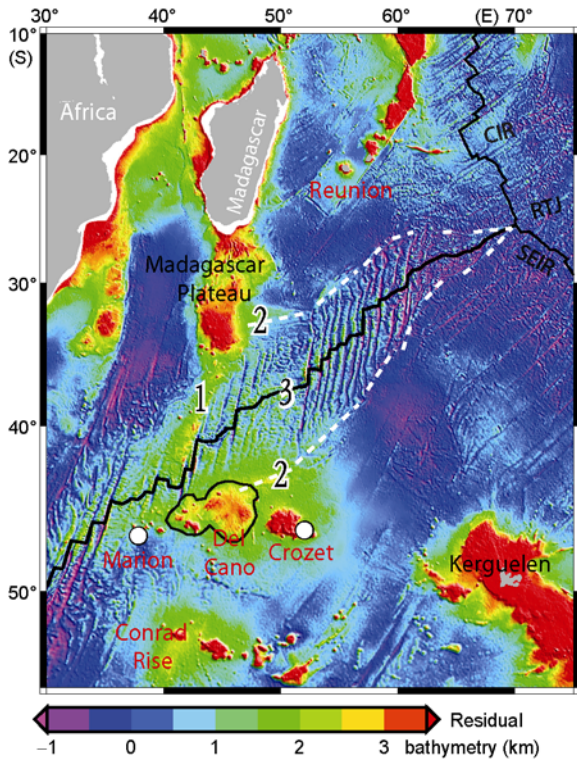 30° 40° 50° 60° (E) 70°
10°
(S)
Africa
Madagascar
CIR
20°
Reunion
RTJ
SEIR
Madagascar
Plateau
30°
2
1
3
40°
2
Marion
Del
Cano
Crozet
Kerguelen
50°
Conrad
Rise
Residual
−1 0 1 2 3 bathymetry (km)